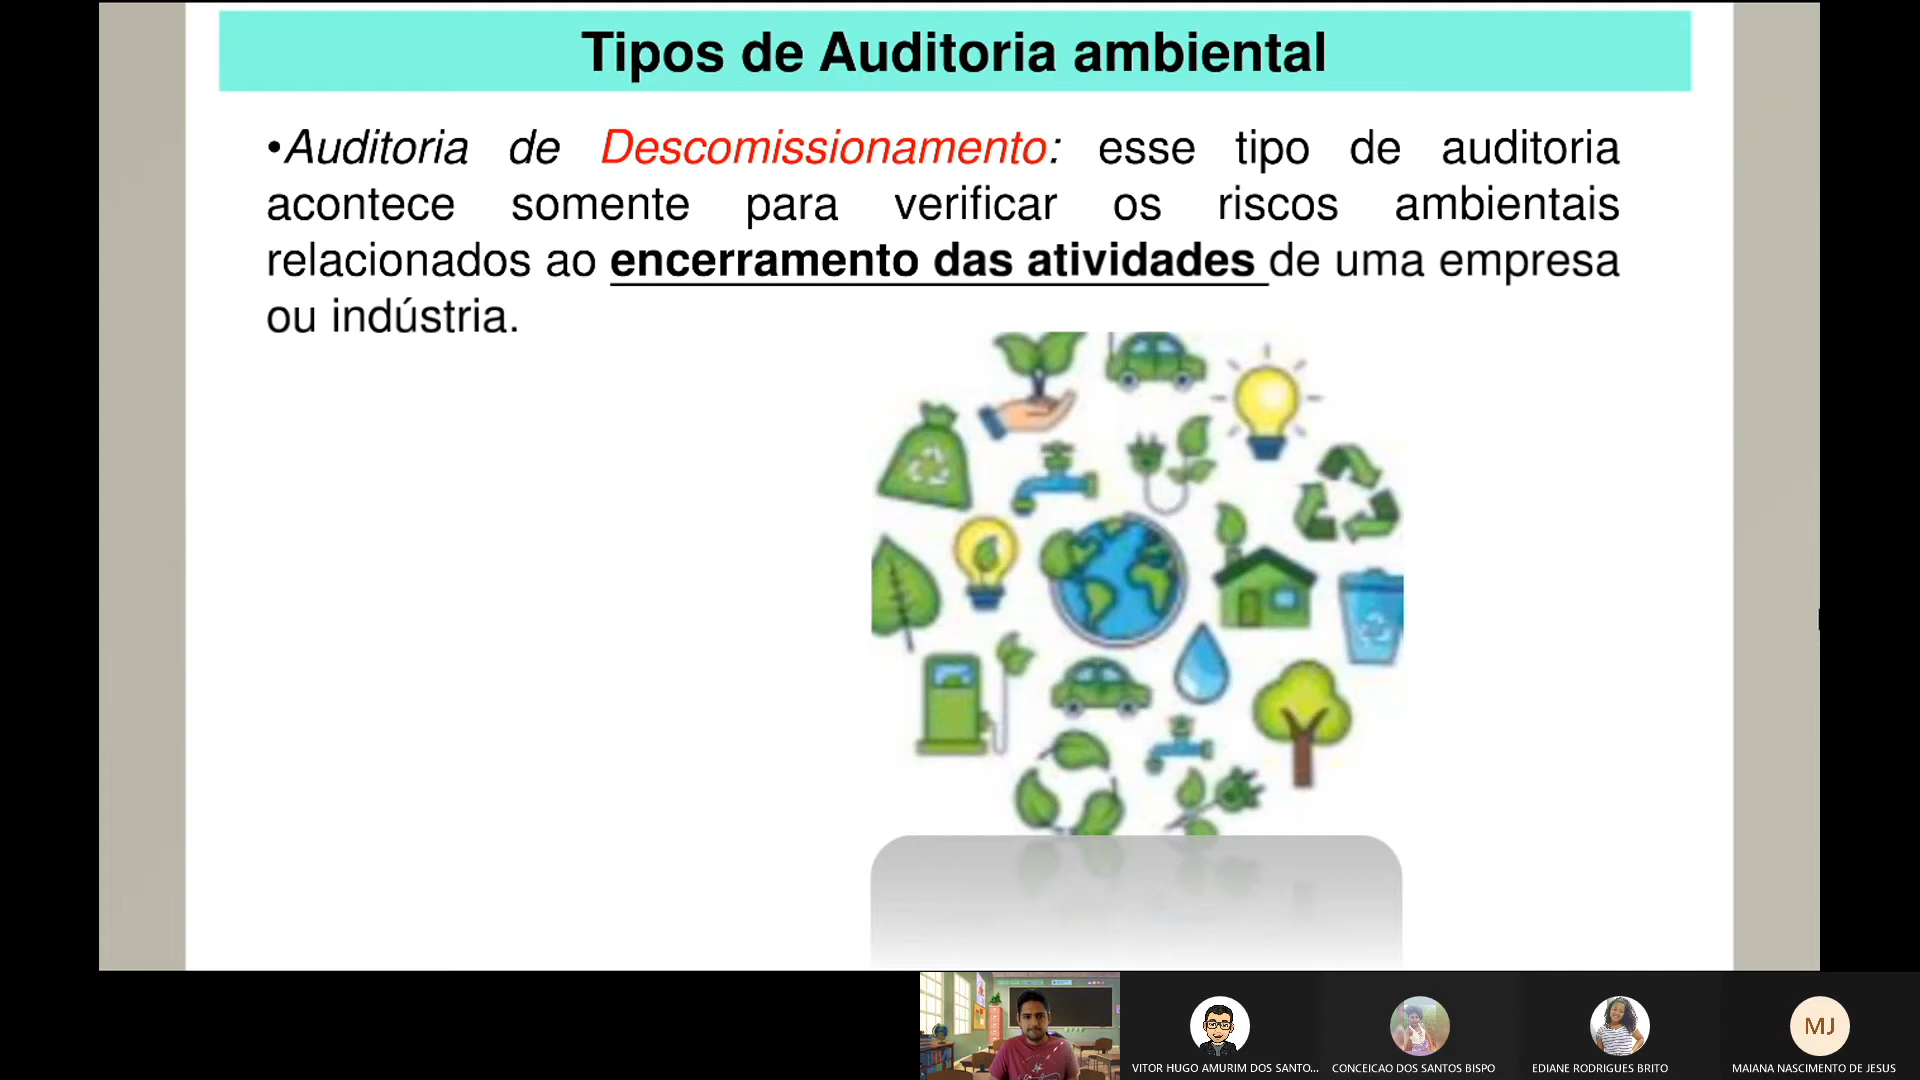 Tipos de Auditoria ambiental
•Auditoria de Descomissionamento: esse tipo de auditoria
acontece somente para verificar os riscos ambientais
relacionados ao encerramento das atividades de uma empresa
ou indústria.
MJ
VITOR HUGO AMURIM DOS SANTO...
CONCEICAO DOS SANTOS BISPO
EDIANE RODRIGUES BRITO
MAIANA NASCIMENTO DE JESUS